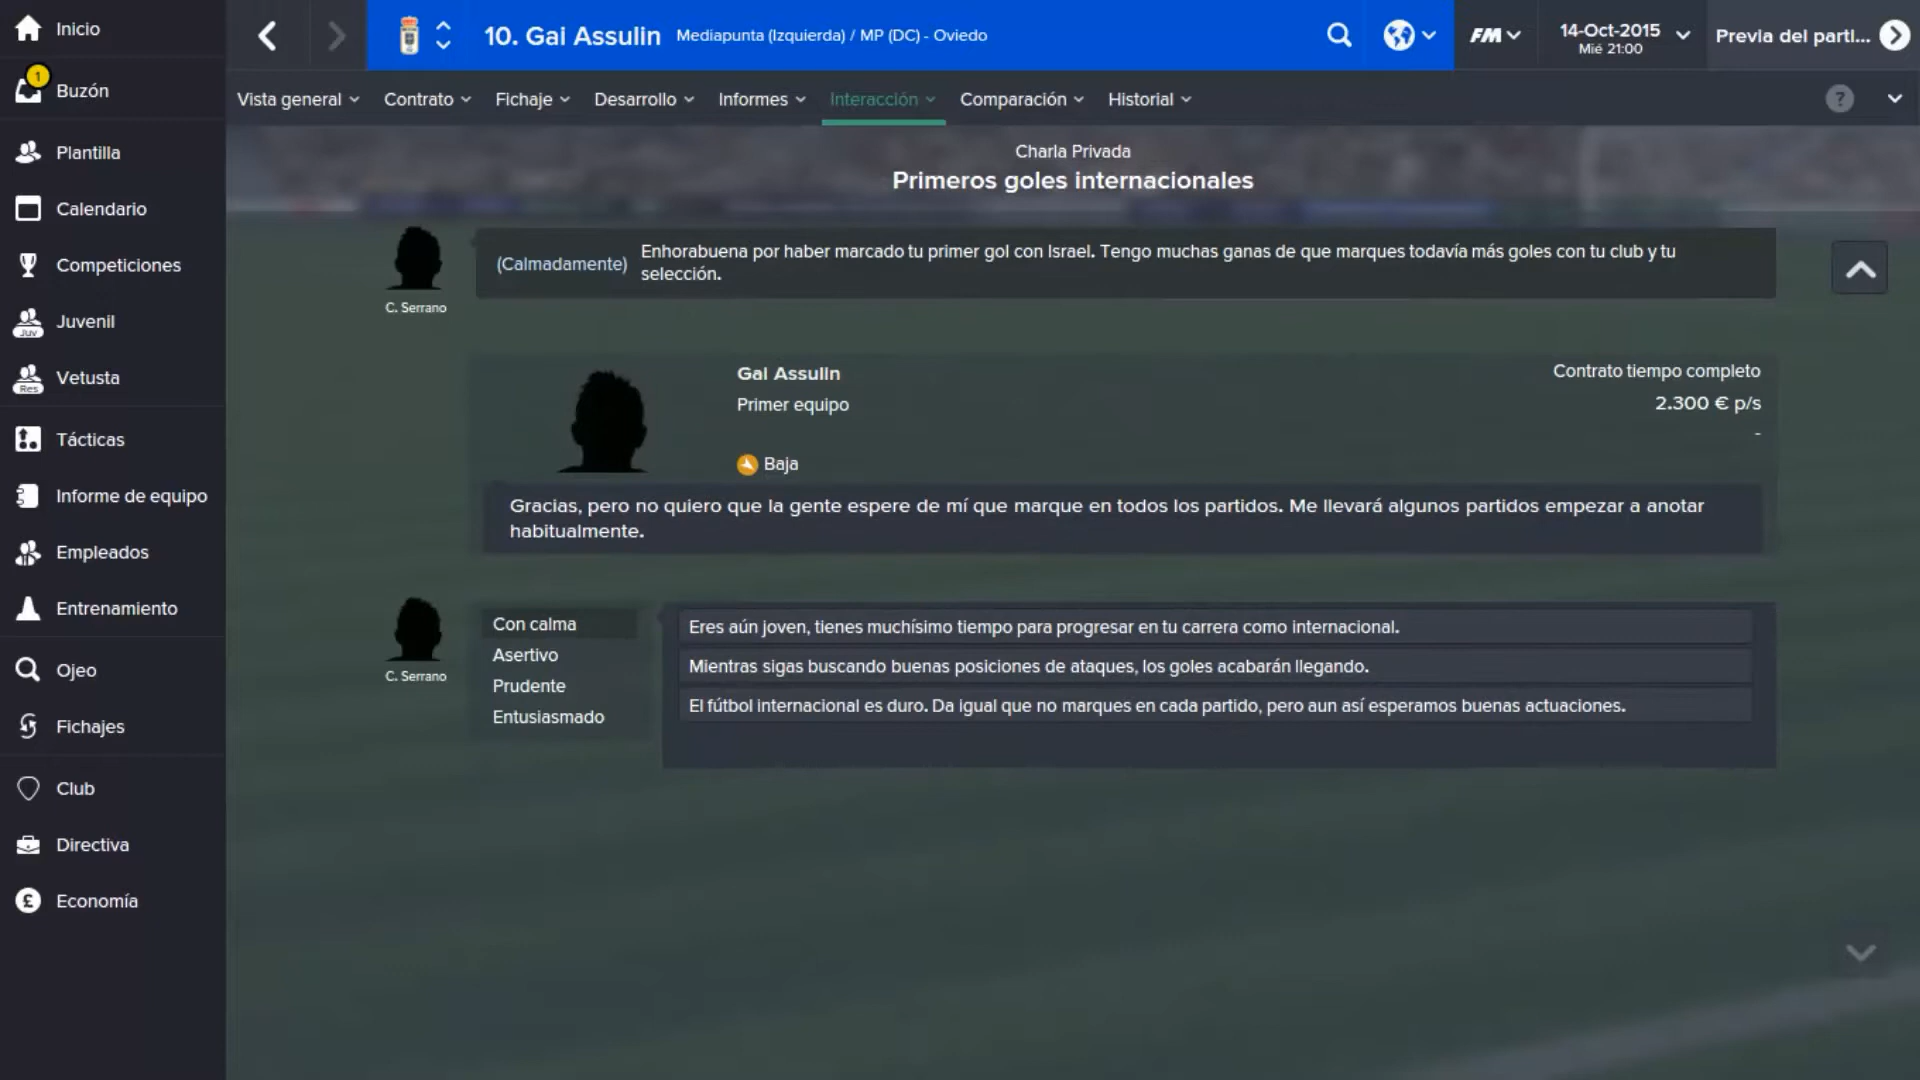 Inicio
1
Buzón
Plantilla
Calendario
Competiciones
Juv
Juvenil
Res
Vetusta
Tácticas
Informe de equipo
Empleados
Entrenamiento
Ojeo
Fichajes
Club
Directiva
£
Economía
10. Gai Assulin
Mediapunta (Izquierda) / MP (DC) - Oviedo
FM
14-Oct-2015
Mié 21:00
Previa del parti...
Vista general
Contrato
Fichaje
Desarrollo
Informes
Interacción
Comparación
Historial
?
Charla Privada
Primeros goles internacionales
C. Serrano
(Calmadamente)
Enhorabuena por haber marcado tu primer gol con Israel. Tengo muchas ganas de que marques todavía más goles con tu club y tu
selección.
Gai Assulin
Primer equipo
Baja
Contrato tiempo completo
2.300 € p/s
-
Gracias, pero no quiero que la gente espere de mí que marque en todos los partidos. Me llevará algunos partidos empezar a anotar
habitualmente.
C. Serrano
Con calma
Asertivo
Prudente
Entusiasmado
Eres aún joven, tienes muchísimo tiempo para progresar en tu carrera como internacional.
Mientras sigas buscando buenas posiciones de ataques, los goles acabarán llegando.
El fútbol internacional es duro. Da igual que no marques en cada partido, pero aun así esperamos buenas actuaciones.